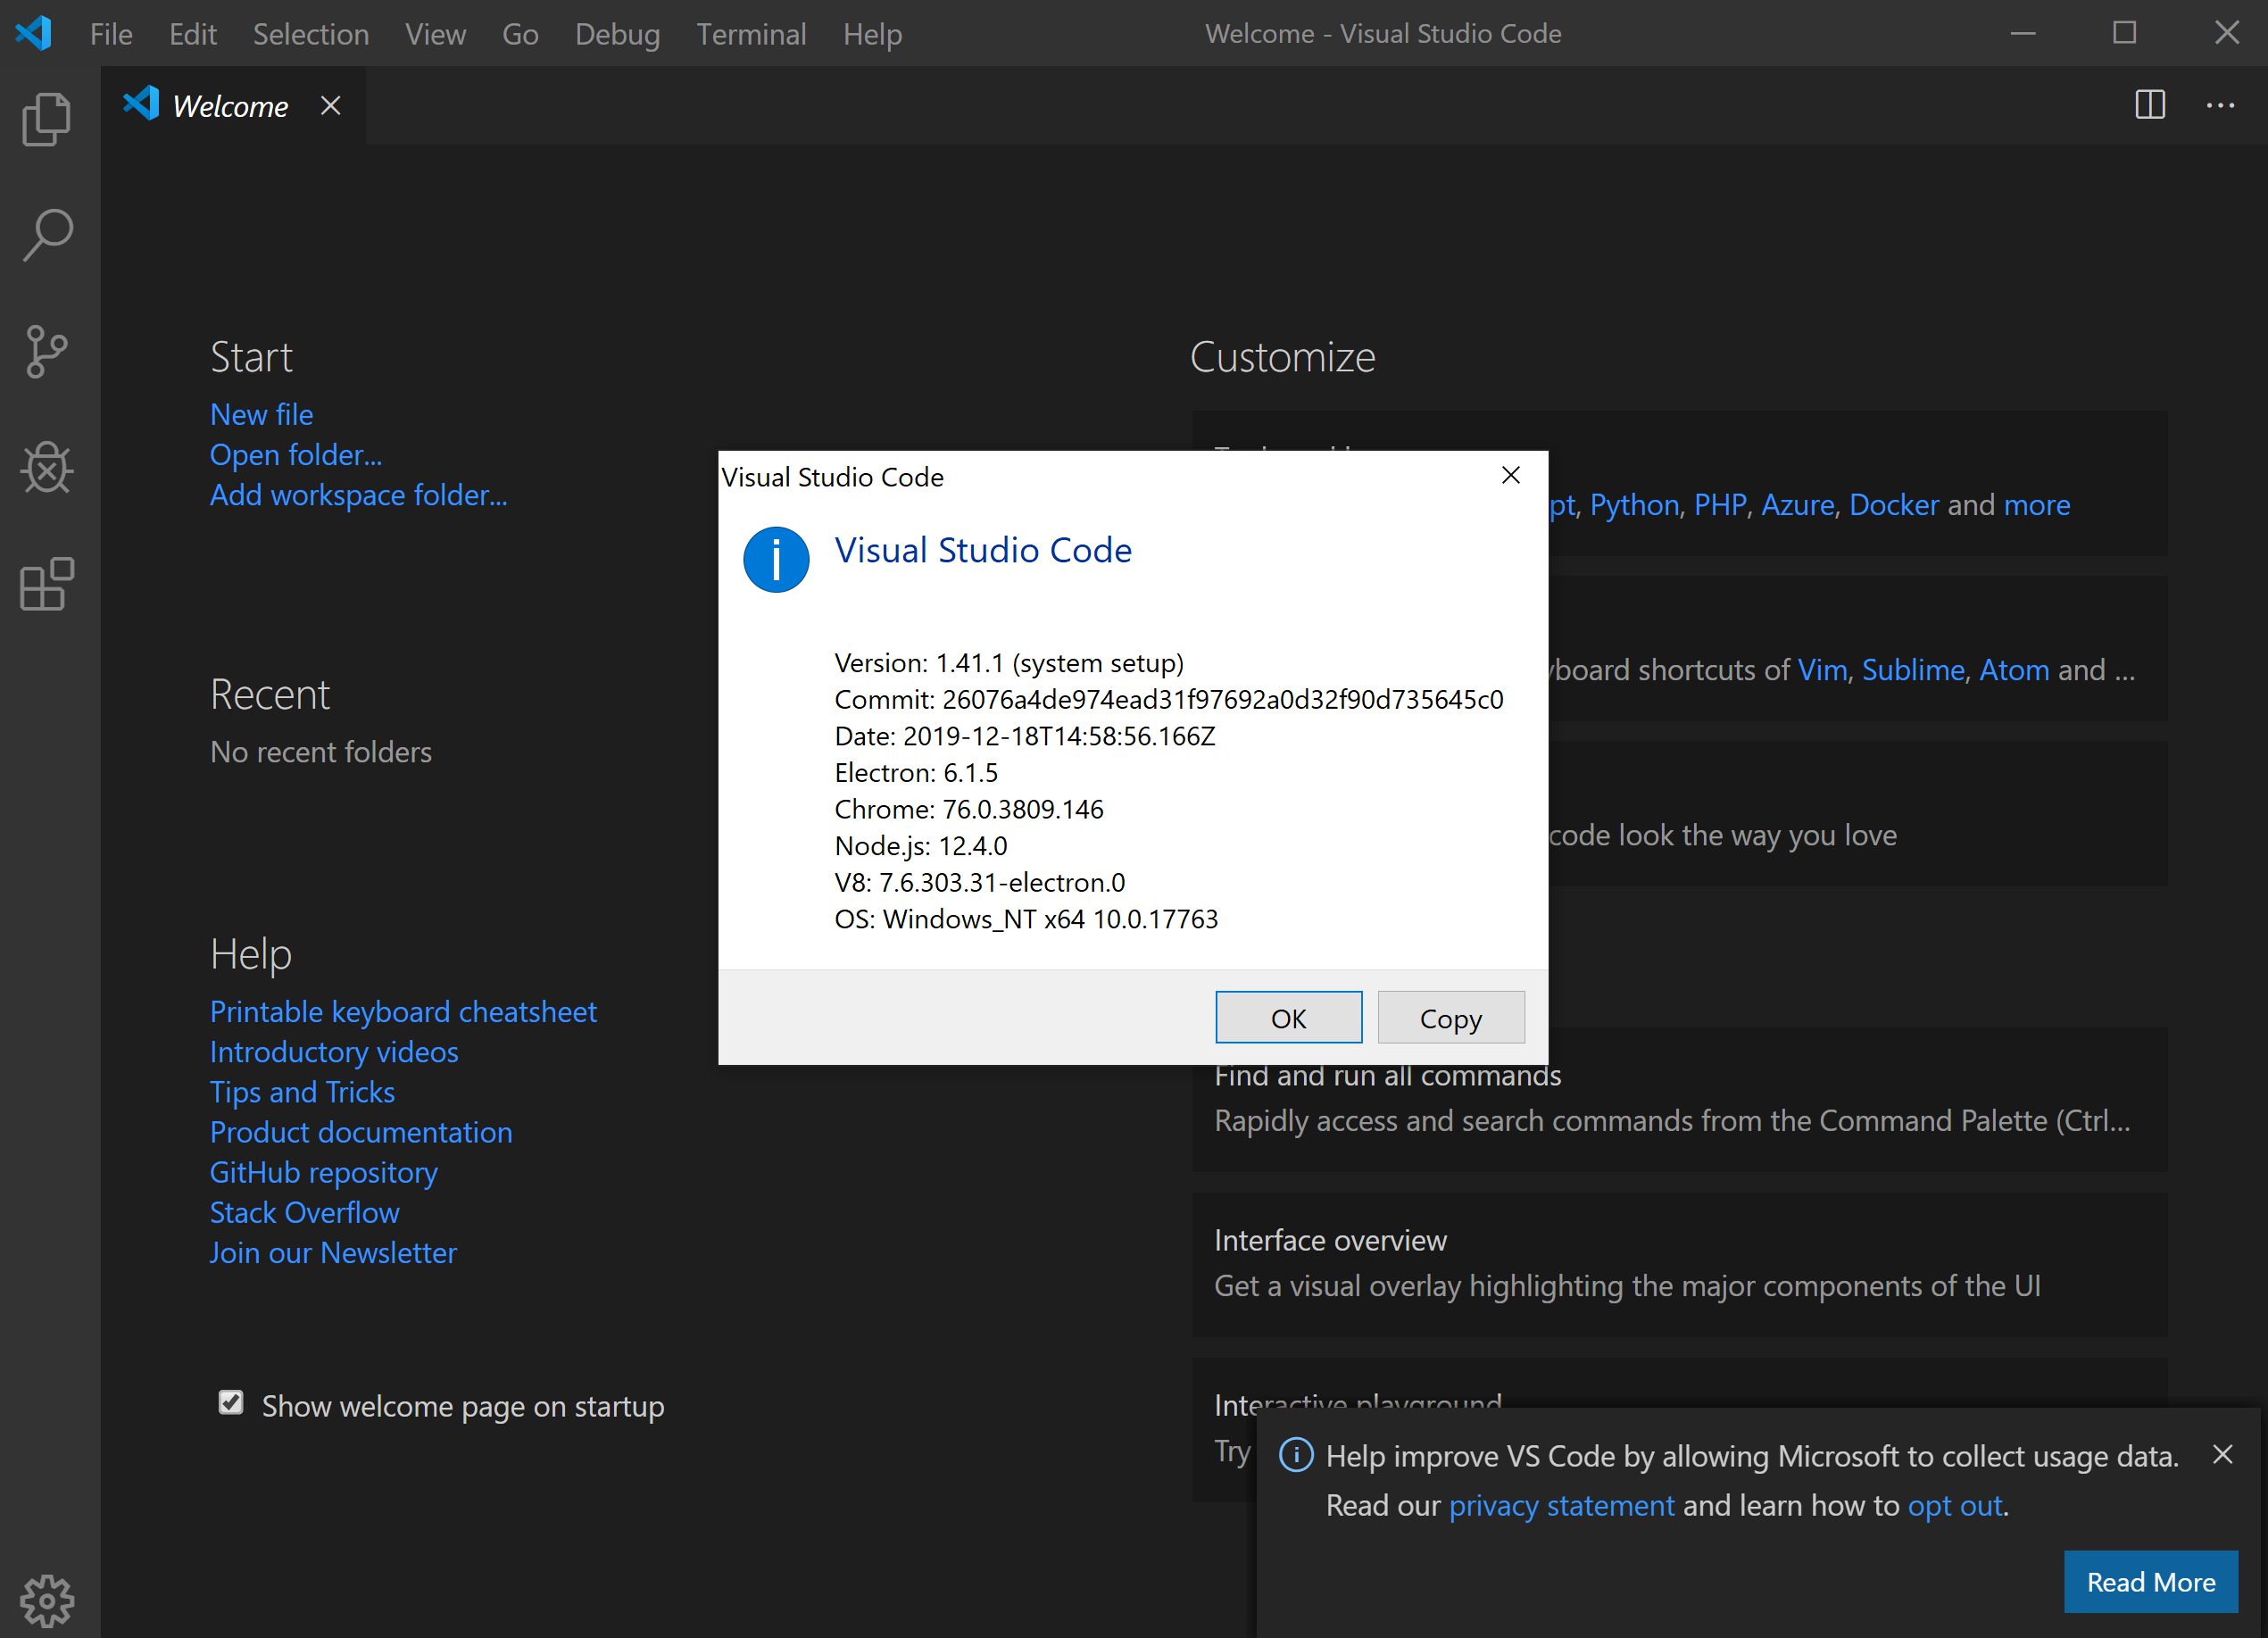 File Edit Selection View Go Debug Terminal Help
Welcome - Visual Studio Code
Welcome
Start
New file
Open folder...
Add workspace folder...
Recent
No recent folders
Help
Printable keyboard cheatsheet
Introductory videos
Tips and Tricks
Product documentation
GitHub repository
Stack Overflow
Join our Newsletter
Show welcome page on startup
Customize
pt, Python, PHP, Azure, Docker and more
yboard shortcuts of Vim, Sublime, Atom and ...
code look the way you love
Visual Studio Code
Visual Studio Code
Version: 1.41.1 (system setup)
Commit: 26076a4de974ead31f97692a0d32f90d735645c0
Date: 2019-12-18T14:58:56.166Z
Electron: 6.1.5
Chrome: 76.0.3809.146
Node.js: 12.4.0
V8: 7.6.303.31-electron.0
OS: Windows_NT x64 10.0.17763
OK Copy
Find and run all commands
Rapidly access and search commands from the Command Palette (Ctrl...
Interface overview
Get a visual overlay highlighting the major components of the UI
Interactive playground
Try
Help improve VS Code by allowing Microsoft to collect usage data.
Read our privacy statement and learn how to opt out.
Read More